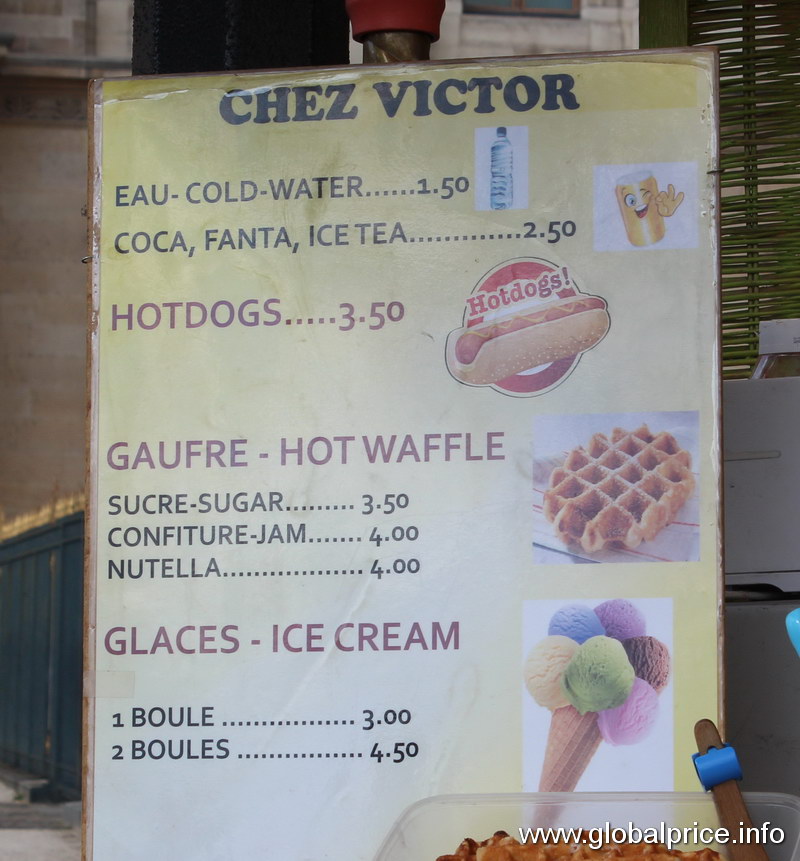 CHEZ VICTOR
EAU- COLD-WATER......1.50
COCA, FANTA, ICE TEA.............2.50
HOTDOGS.....3.50
Hotdogs!
GAUFRE - HOT WAFFLE
SUCRE-SUGAR......... 3.50
CONFITURE-JAM....... 4.00
NUTELLA.................. 4.00
GLACES - ICE CREAM
1 BOULE ................. 3.00
2 BOULES ................ 4.50
www.globalprice.info